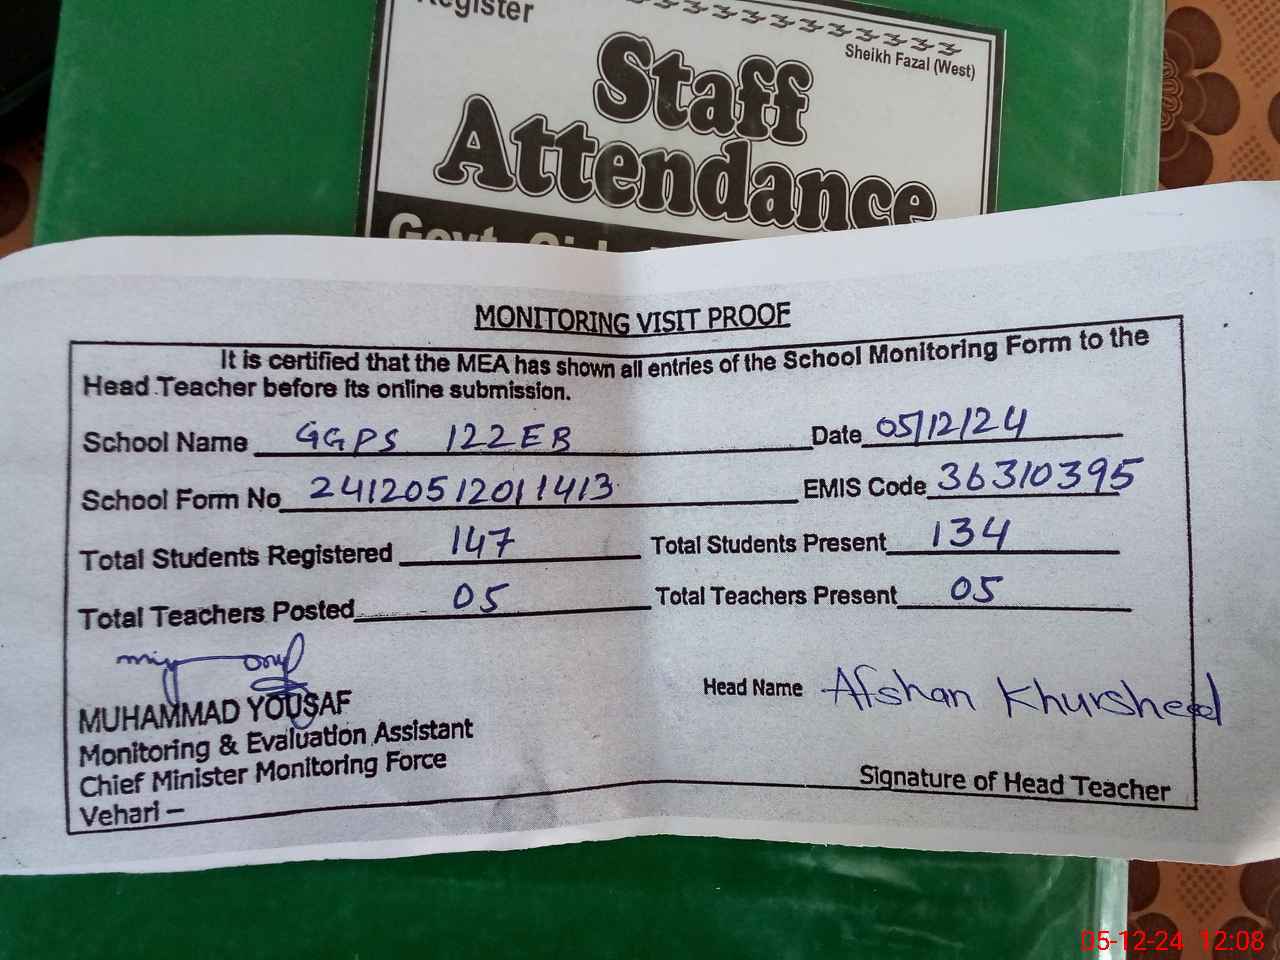 Register
Sheikh Fazal (West)
Staff
Attendance
Govt.
MONITORING VISIT PROOF
It is certified that the MEA has shown all entries of the School Monitoring Form to the
Head Teacher before its online submission.
School Name GGPS 122EB Date 05/12/24
School Form No 24120512011413 EMIS Code 36310395
Total Students Registered 147 Total Students Present 134
Total Teachers Posted 05 Total Teachers Present 05
MUHAMMAD YOUSAF
Monitoring & Evaluation Assistant
Chief Minister Monitoring Force
Vehari –
Head Name Afshan Khursheed
Signature of Head Teacher
05-12-24 12:08